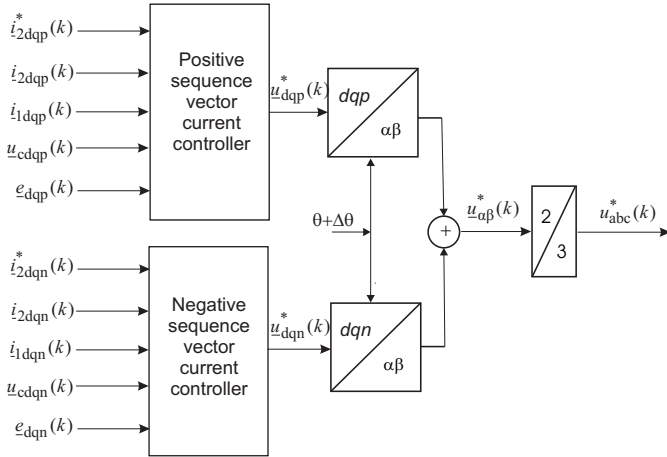 i*2dqp(k)
i2dqp(k)
i1dqp(k)
ucdqp(k)
edqp(k)
Positive
sequence
vector
current
controller
u*dqp(k)
dqp
αβ
θ+Δθ
+
u*αβ(k)
2
3
u*abc(k)
i*2dqn(k)
i2dqn(k)
i1dqn(k)
ucdqn(k)
edqn(k)
Negative
sequence
vector
current
controller
u*dqn(k)
dqn
αβ